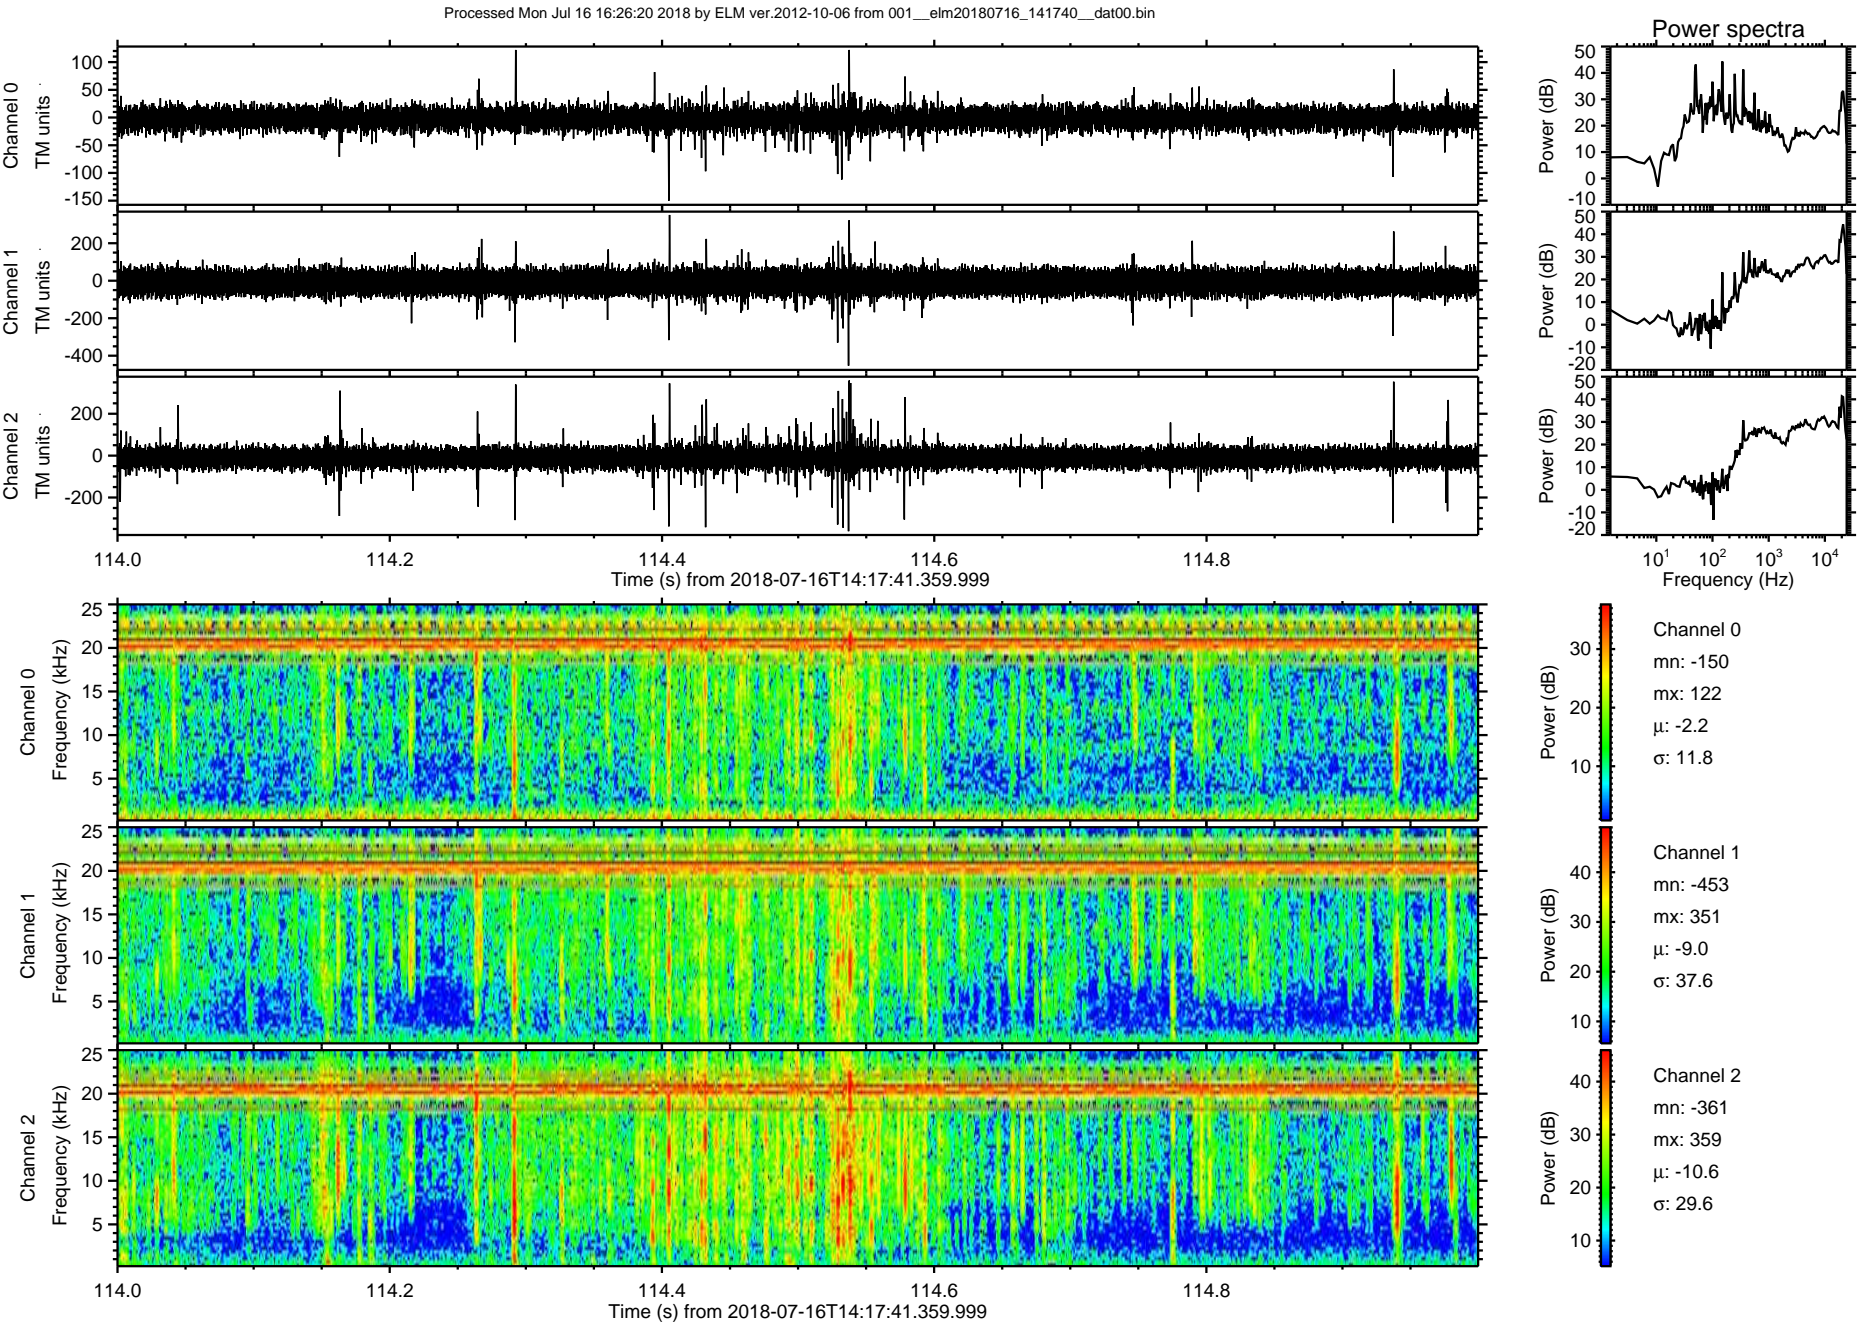 Processed Mon Jul 16 16:26:20 2018 by ELM ver.2012-10-06 from 001__elm20180716_141740__dat00.bin
Power spectra
Channel 0
TM units
100
50
0
-50
-100
-150
Power (dB)
50
40
30
20
10
0
-10
Channel 1
TM units
200
0
-200
-400
Power (dB)
50
40
30
20
10
0
-10
-20
Channel 2
TM units
200
0
-200
Power (dB)
50
40
30
20
10
0
-10
-20
114.0 114.2 114.4 114.6 114.8
Time (s) from 2018-07-16T14:17:41.359.999
10^1 10^2 10^3 10^4
Frequency (Hz)
Channel 0
Frequency (kHz)
25
20
15
10
5
Power (dB)
30
20
10
Channel 0
mn: -150
mx: 122
μ: -2.2
σ: 11.8
Channel 1
Frequency (kHz)
25
20
15
10
5
Power (dB)
40
30
20
10
Channel 1
mn: -453
mx: 351
μ: -9.0
σ: 37.6
Channel 2
Frequency (kHz)
25
20
15
10
5
Power (dB)
40
30
20
10
Channel 2
mn: -361
mx: 359
μ: -10.6
σ: 29.6
114.0 114.2 114.4 114.6 114.8
Time (s) from 2018-07-16T14:17:41.359.999